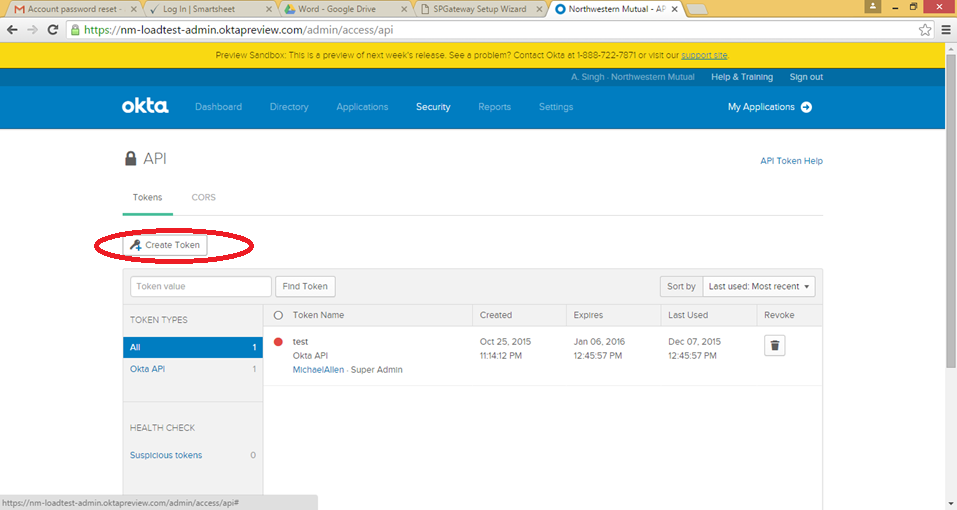 Account password reset -
Log In | Smartsheet
Word - Google Drive
SPGateway Setup Wizard
Northwestern Mutual - AP
https://nm-loadtest-admin.oktapreview.com/admin/access/api
Preview Sandbox: This is a preview of next week's release. See a problem? Contact Okta at 1-888-722-7871 or visit our support site.
A. Singh · Northwestern Mutual Help & Training Sign out
okta Dashboard Directory Applications Security Reports Settings My Applications
API
API Token Help
Tokens CORS
Create Token
Token value Find Token Sort by Last used: Most recent
TOKEN TYPES
All 1
Okta API 1
HEALTH CHECK
Suspicious tokens 0
Token Name Created Expires Last Used Revoke
test Oct 25, 2015 Jan 06, 2016 Dec 07, 2015
Okta API 11:14:12 PM 12:45:57 PM 12:45:57 PM
MichaelAllen · Super Admin
https://nm-loadtest-admin.oktapreview.com/admin/access/api#